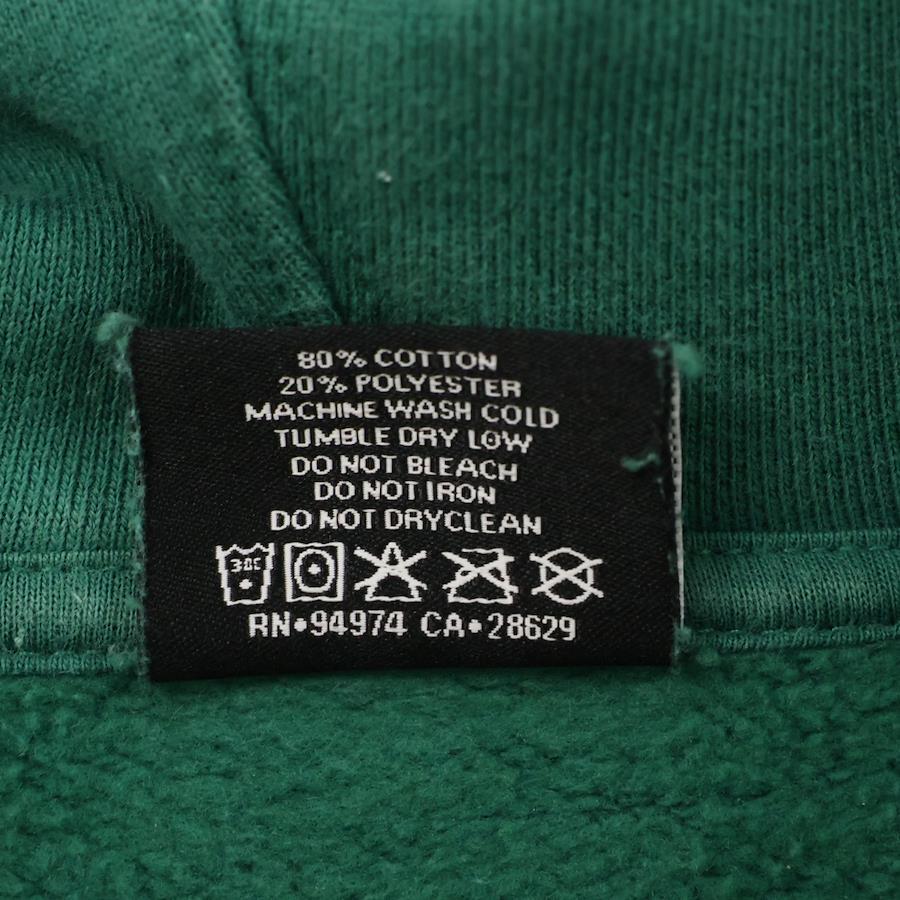 80% COTTON
20% POLYESTER
MACHINE WASH COLD
TUMBLE DRY LOW
DO NOT BLEACH
DO NOT IRON
DO NOT DRYCLEAN
30C
RN•94974 CA•28629